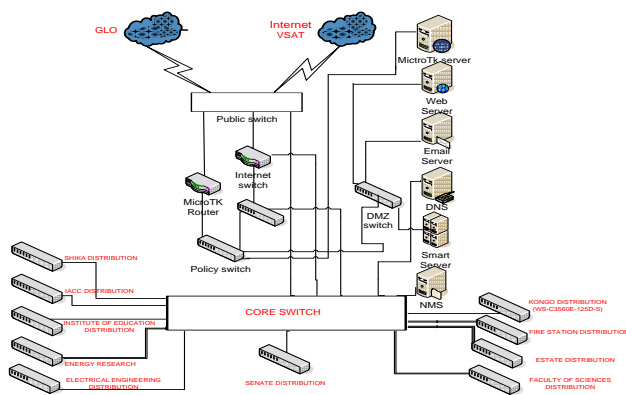 GLO
Internet
VSAT
MicroTk server
Public switch
Web
Server
Email
Server
Internet
switch
MicroTK
Router
DMZ
switch
DNS
Policy switch
Smart
Server
SHIKA DISTRIBUTION
IACC DISTRIBUTION
NMS
KONGO DISTRIBUTION
(WS-C3560E-125D-S)
CORE SWITCH
INSTITUTE OF EDUCATION
DISTRIBUTION
FIRE STATION DISTRIBUTION
ENERGY RESEARCH
ESTATE DISTRIBUTION
ELECTRICAL ENGINEERING
DISTRIBUTION
SENATE DISTRIBUTION
FACULTY OF SCIENCES
DISTRIBUTION